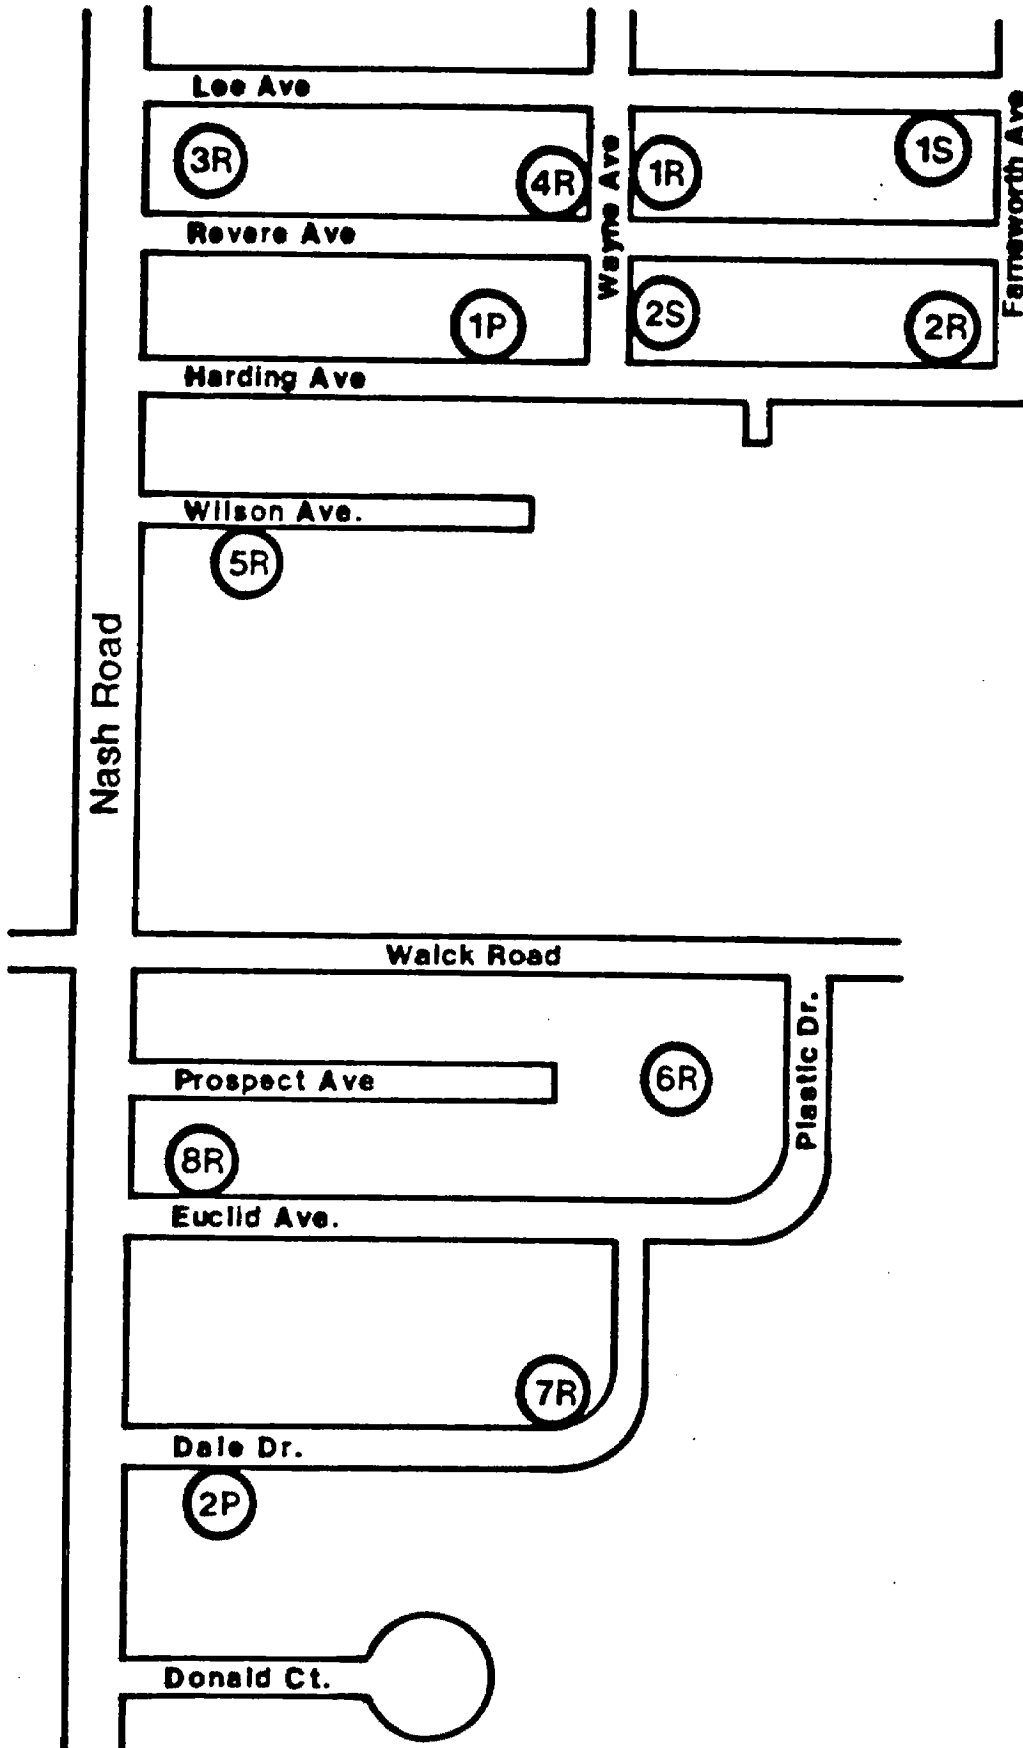 Lee Ave
3R
4R
1R
1S
Wayne Ave
Farnsworth Ave
Revere Ave
1P
2S
2R
Harding Ave
Wilson Ave.
5R
Nash Road
Walck Road
Plastic Dr.
Prospect Ave
6R
8R
Euclid Ave.
7R
Dale Dr.
2P
Donald Ct.